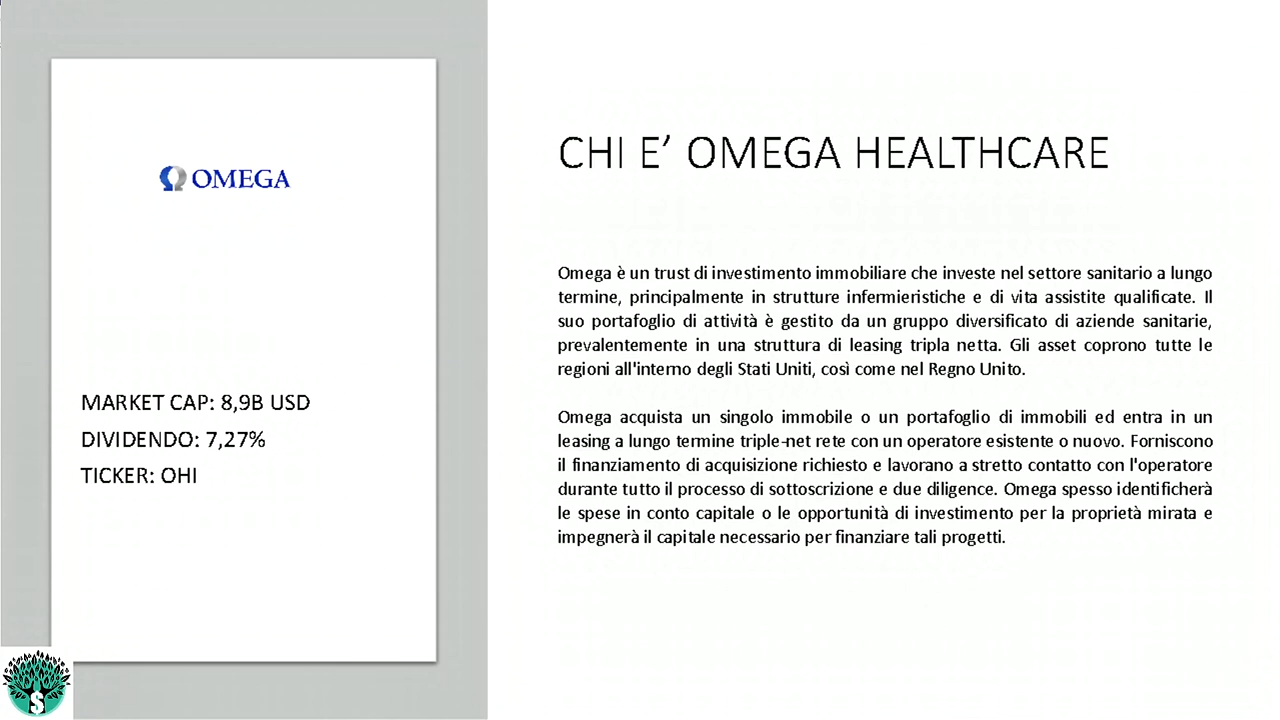 OMEGA
MARKET CAP: 8,9B USD
DIVIDENDO: 7,27%
TICKER: OHI
CHI E’ OMEGA HEALTHCARE
Omega è un trust di investimento immobiliare che investe nel settore sanitario a lungo
termine, principalmente in strutture infermieristiche e di vita assistite qualificate. Il
suo portafoglio di attività è gestito da un gruppo diversificato di aziende sanitarie,
prevalentemente in una struttura di leasing tripla netta. Gli asset coprono tutte le
regioni all'interno degli Stati Uniti, così come nel Regno Unito.
Omega acquista un singolo immobile o un portafoglio di immobili ed entra in un
leasing a lungo termine triple-net rete con un operatore esistente o nuovo. Forniscono
il finanziamento di acquisizione richiesto e lavorano a stretto contatto con l'operatore
durante tutto il processo di sottoscrizione e due diligence. Omega spesso identificherà
le spese in conto capitale o le opportunità di investimento per la proprietà mirata e
impegnerà il capitale necessario per finanziare tali progetti.
$